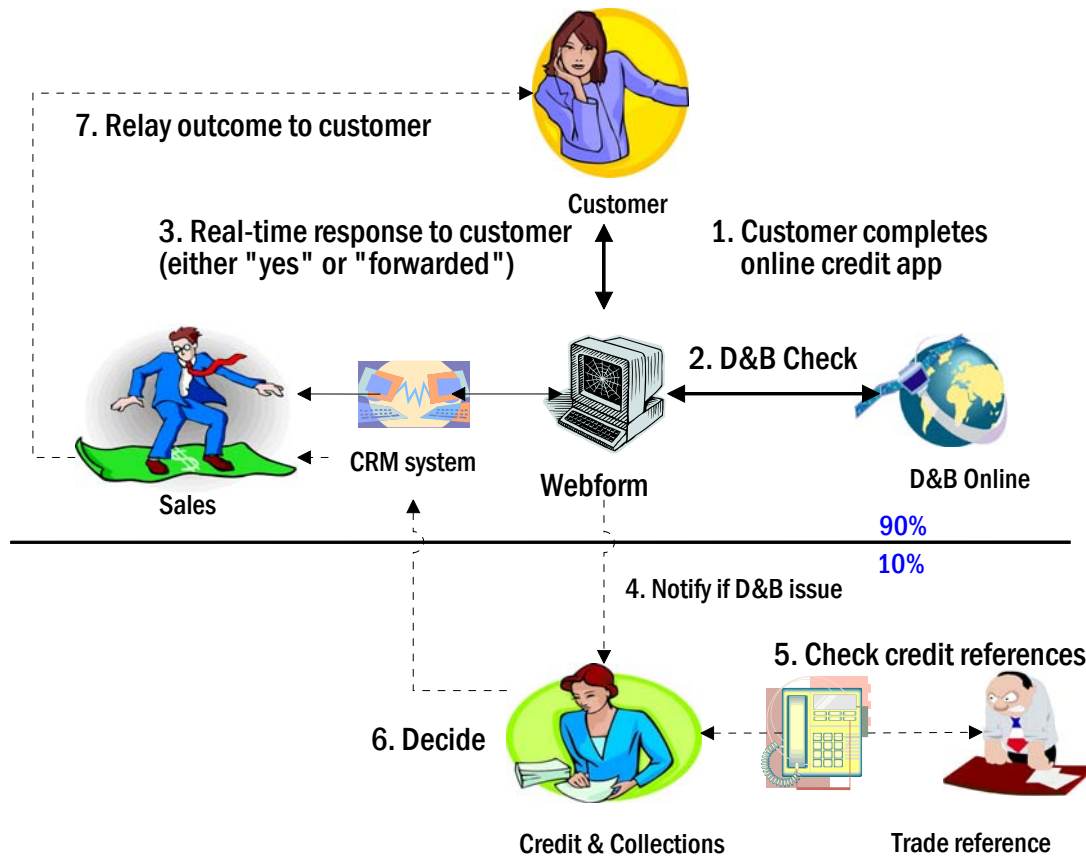 7. Relay outcome to customer
Customer
3. Real-time response to customer
(either "yes" or "forwarded")
1. Customer completes
online credit app
2. D&B Check
CRM system
Webform
D&B Online
$
Sales
90%
10%
4. Notify if D&B issue
5. Check credit references
6. Decide
Credit & Collections
Trade reference